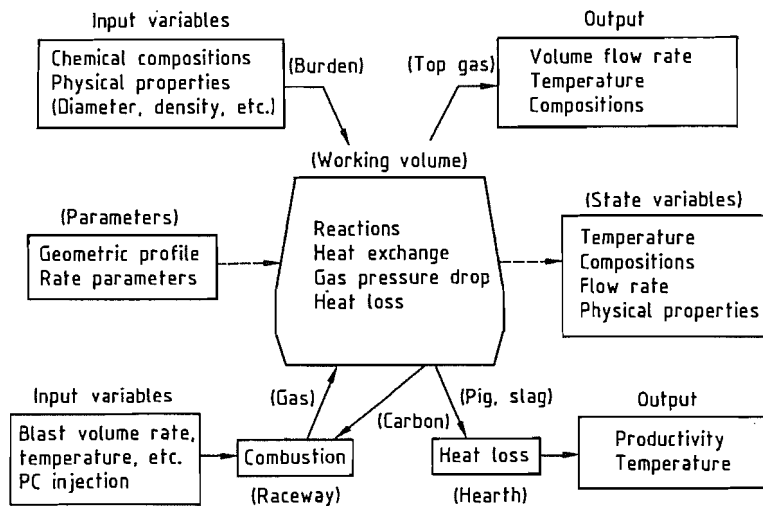 Input variables
Chemical compositions
Physical properties
(Diameter, density, etc.)
(Burden)
(Top gas)
Output
Volume flow rate
Temperature
Compositions
(Working volume)
Reactions
Heat exchange
Gas pressure drop
Heat loss
(Parameters)
Geometric profile
Rate parameters
(State variables)
Temperature
Compositions
Flow rate
Physical properties
Input variables
Blast volume rate,
temperature, etc.
PC injection
(Gas)
(Carbon)
(Pig, slag)
Combustion
(Raceway)
Heat loss
(Hearth)
Output
Productivity
Temperature